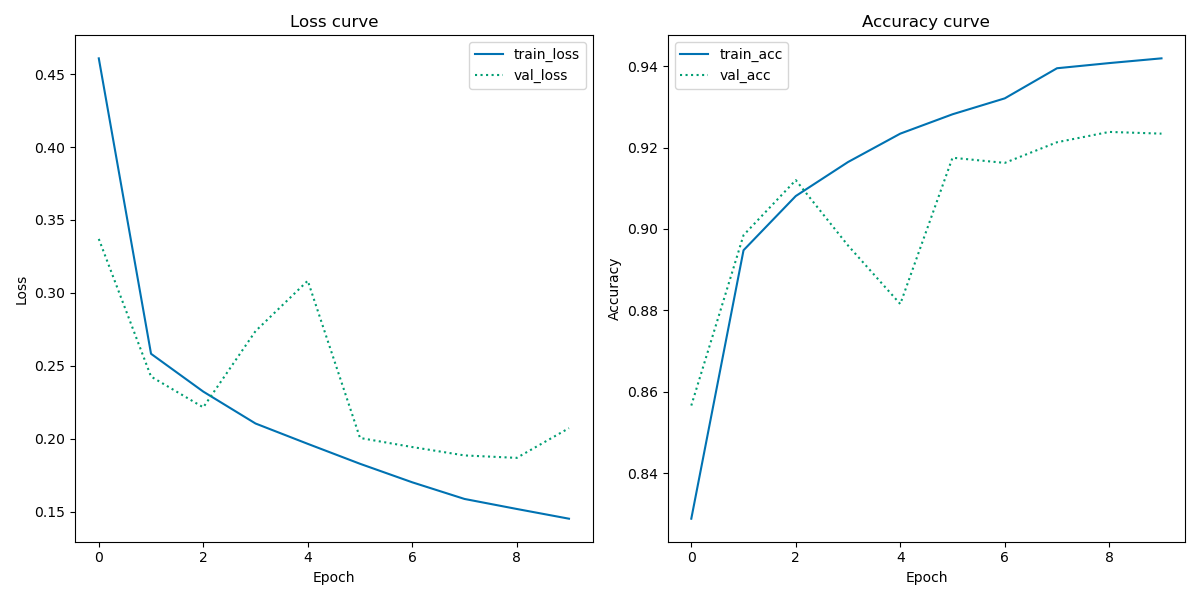 Loss curve
train_loss
val_loss
0.45
0.40
0.35
0.30
0.25
0.20
0.15
Loss
0 2 4 6 8
Epoch
Accuracy curve
train_acc
val_acc
0.94
0.92
0.90
0.88
0.86
0.84
Accuracy
0 2 4 6 8
Epoch